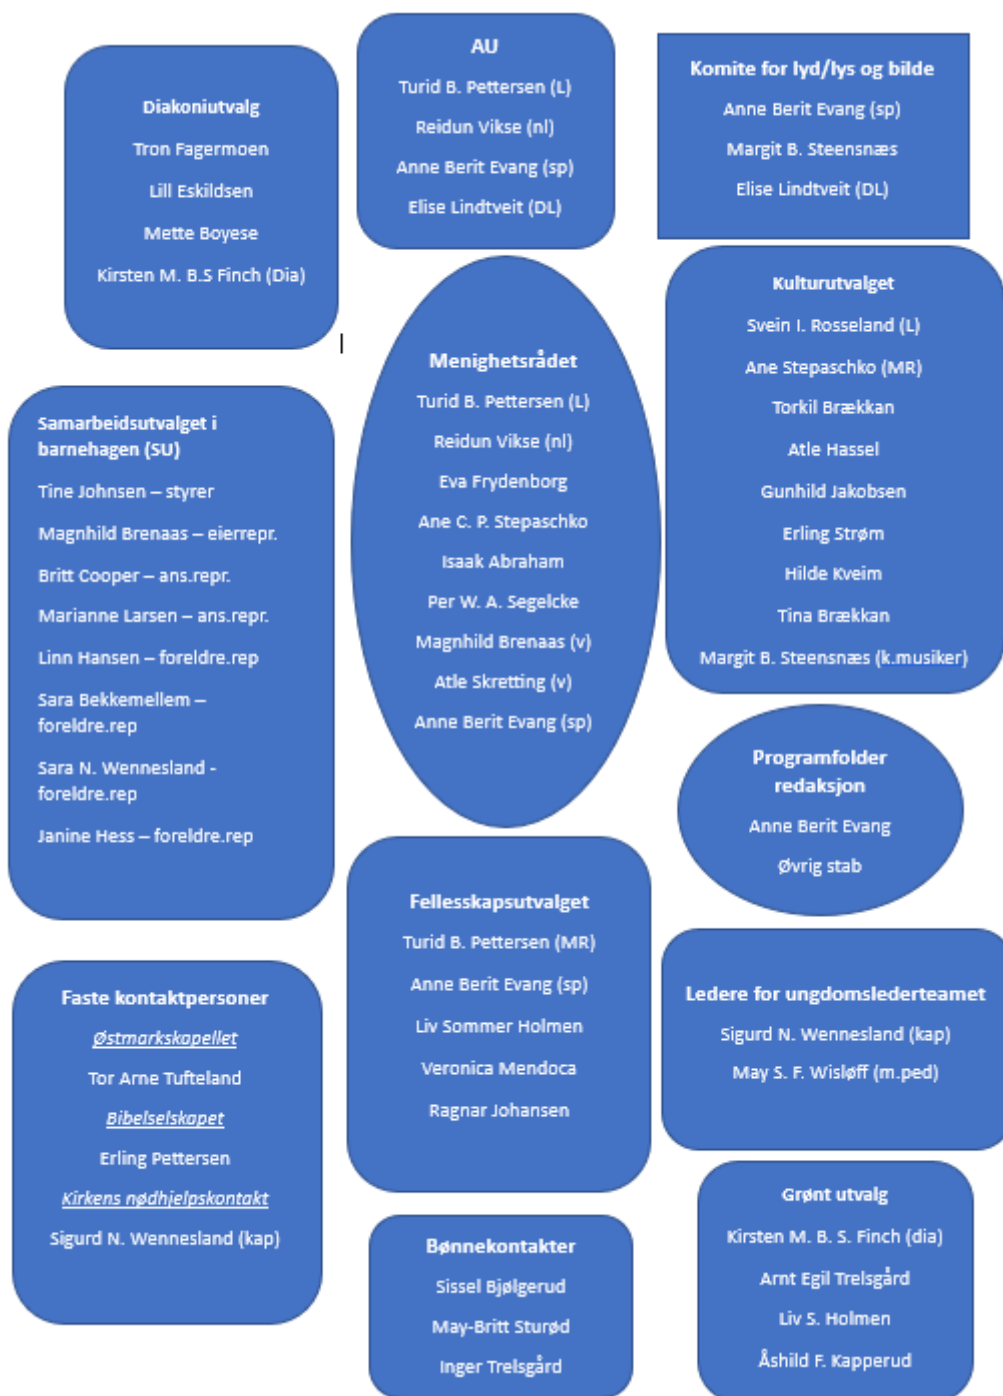 Diakoniutvalg
Tron Fagermoen
Lill Eskildsen
Mette Boyese
Kirsten M. B.S Finch (Dia)
AU
Turid B. Pettersen (L)
Reidun Vikse (nl)
Anne Berit Evang (sp)
Elise Lindtveit (DL)
Komite for lyd/lys og bilde
Anne Berit Evang (sp)
Margit B. Steensnæs
Elise Lindtveit (DL)
Menighetsrådet
Turid B. Pettersen (L)
Reidun Vikse (nl)
Eva Frydenborg
Ane C. P. Stepaschko
Isaak Abraham
Per W. A. Segelcke
Magnhild Brenaas (v)
Atle Skretting (v)
Anne Berit Evang (sp)
Kulturutvalget
Svein I. Rosseland (L)
Ane Stepaschko (MR)
Torkil Brækkan
Atle Hassel
Gunhild Jakobsen
Erling Strøm
Hilde Kveim
Tina Brækkan
Margit B. Steensnæs (k.musiker)
Samarbeidsutvalget i
barnehagen (SU)
Tine Johnsen – styrer
Magnhild Brenaas – eierrepr.
Britt Cooper – ans.repr.
Marianne Larsen – ans.repr.
Linn Hansen – foreldre.rep
Sara Bekkemellem –
foreldre.rep
Sara N. Wennesland -
foreldre.rep
Janine Hess – foreldre.rep
Programfolder
redaksjon
Anne Berit Evang
Øvrig stab
Fellesskapsutvalget
Turid B. Pettersen (MR)
Anne Berit Evang (sp)
Liv Sommer Holmen
Veronica Mendoca
Ragnar Johansen
Ledere for ungdomslederteamet
Sigurd N. Wennesland (kap)
May S. F. Wisløff (m.ped)
Faste kontaktpersoner
Østmarkskapellet
Tor Arne Tufteland
Bibelselskapet
Erling Pettersen
Kirkens nødhjelpskontakt
Sigurd N. Wennesland (kap)
Bønnekontakter
Sissel Bjølgerud
May-Britt Sturød
Inger Trelsgård
Grønt utvalg
Kirsten M. B. S. Finch (dia)
Arnt Egil Trelsgård
Liv S. Holmen
Åshild F. Kapperud